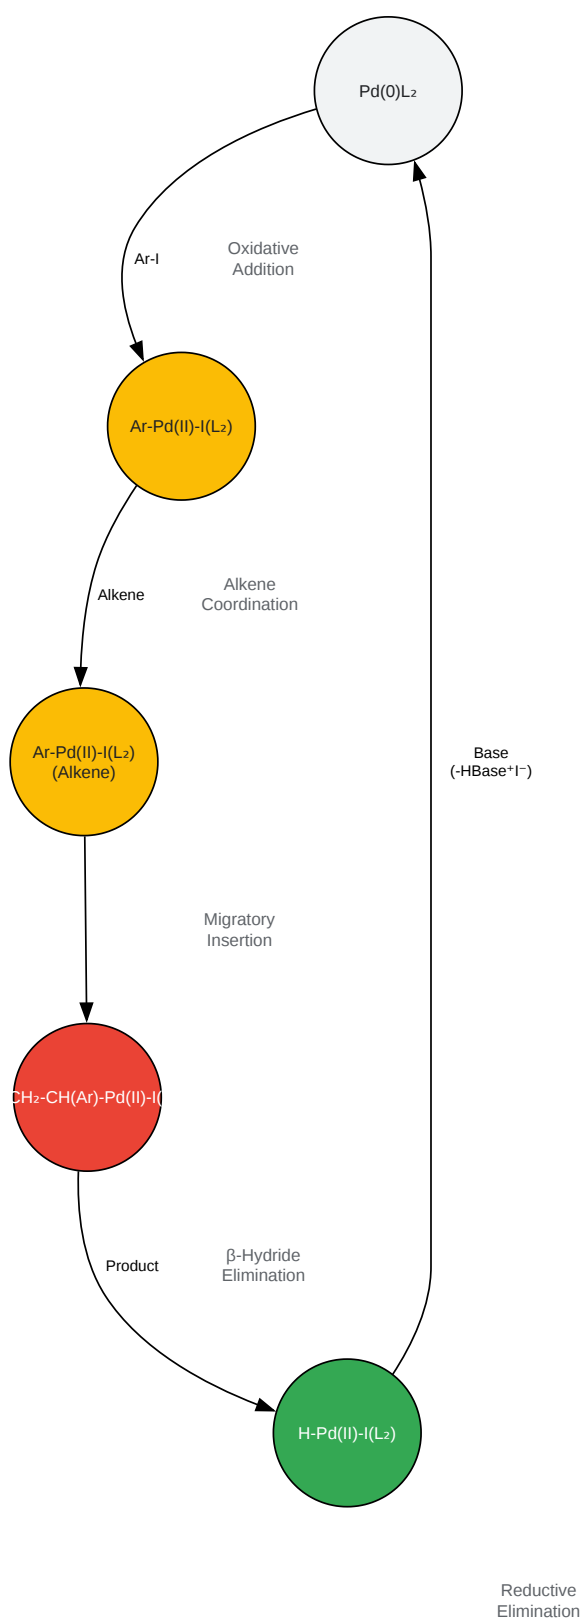 Pd(0)L₂
Ar-I
Oxidative
Addition
Ar-Pd(II)-I(L₂)
Alkene
Alkene
Coordination
Ar-Pd(II)-I(L₂)
(Alkene)
Base
(-HBase⁺I⁻)
Migratory
Insertion
CH₂-CH(Ar)-Pd(II)-I(
Product
β-Hydride
Elimination
H-Pd(II)-I(L₂)
Reductive
Elimination